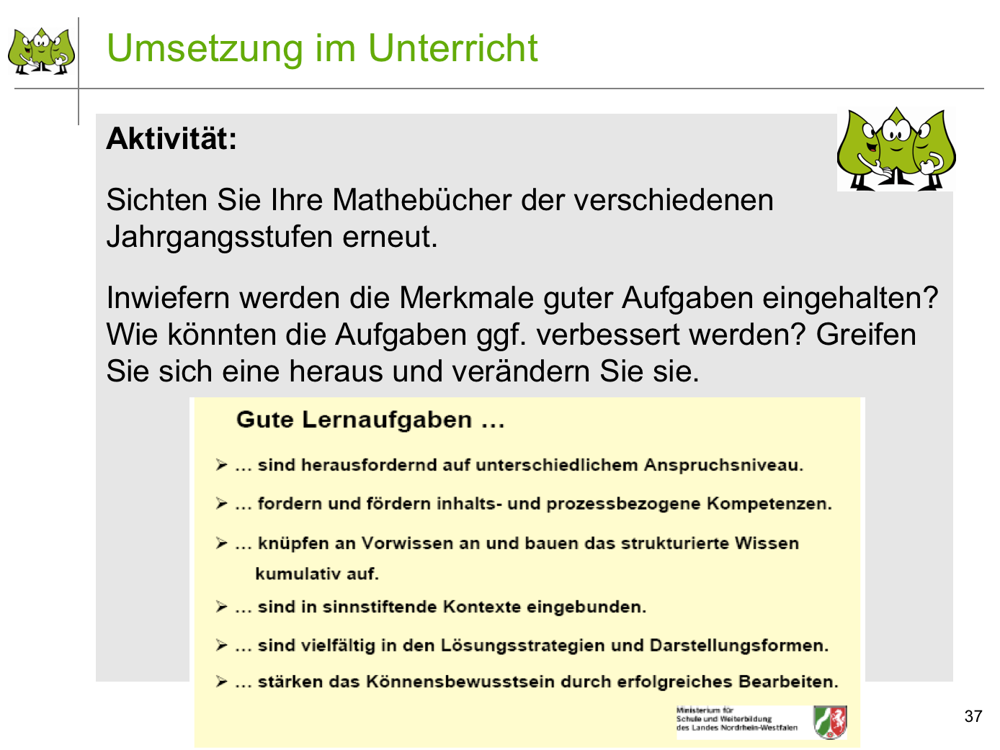 Umsetzung im Unterricht
Aktivität:
Sichten Sie Ihre Mathebücher der verschiedenen
Jahrgangsstufen erneut.
Inwiefern werden die Merkmale guter Aufgaben eingehalten?
Wie könnten die Aufgaben ggf. verbessert werden? Greifen
Sie sich eine heraus und verändern Sie sie.
Gute Lernaufgaben ...
➢ ... sind herausfordernd auf unterschiedlichem Anspruchsniveau.
➢ ... fordern und fördern inhalts- und prozessbezogene Kompetenzen.
➢ ... knüpfen an Vorwissen an und bauen das strukturierte Wissen
kumulativ auf.
➢ ... sind in sinnstiftende Kontexte eingebunden.
➢ ... sind vielfältig in den Lösungsstrategien und Darstellungsformen.
➢ ... stärken das Könnensbewusstsein durch erfolgreiches Bearbeiten.
Ministerium für
Schule und Weiterbildung
des Landes Nordrhein-Westfalen
37